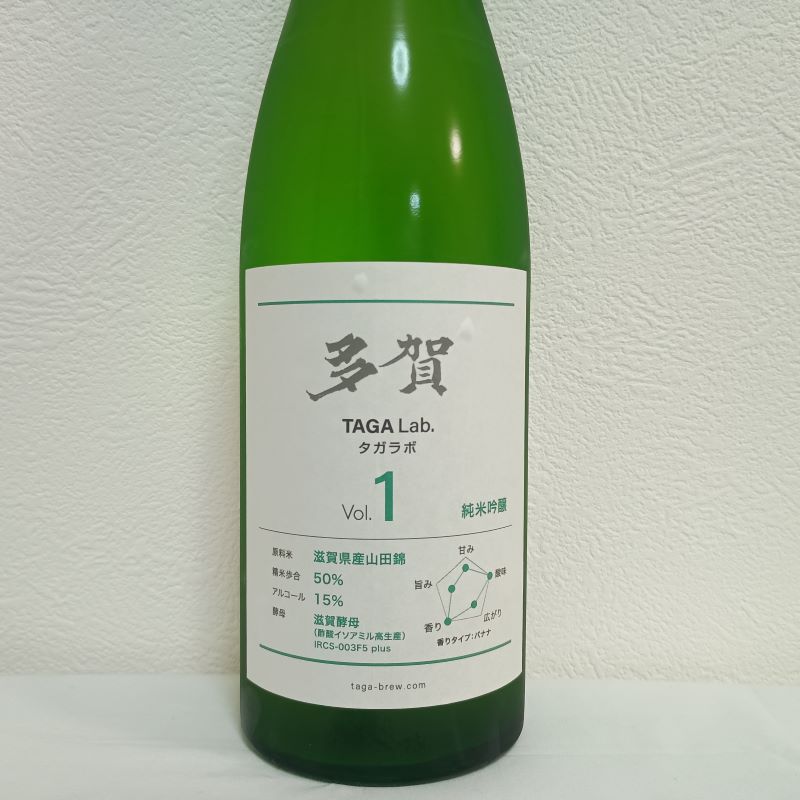 多賀
TAGA Lab.
タガラボ
Vol.1
純米吟醸
原料米 滋賀県産山田錦
精米歩合 50%
アルコール 15%
酵母 滋賀酵母
(酢酸イソアミル高生産)
IRCS-003F5 plus
甘み
酸味
広がり
香り
旨み
香りタイプ:バナナ
taga-brew.com